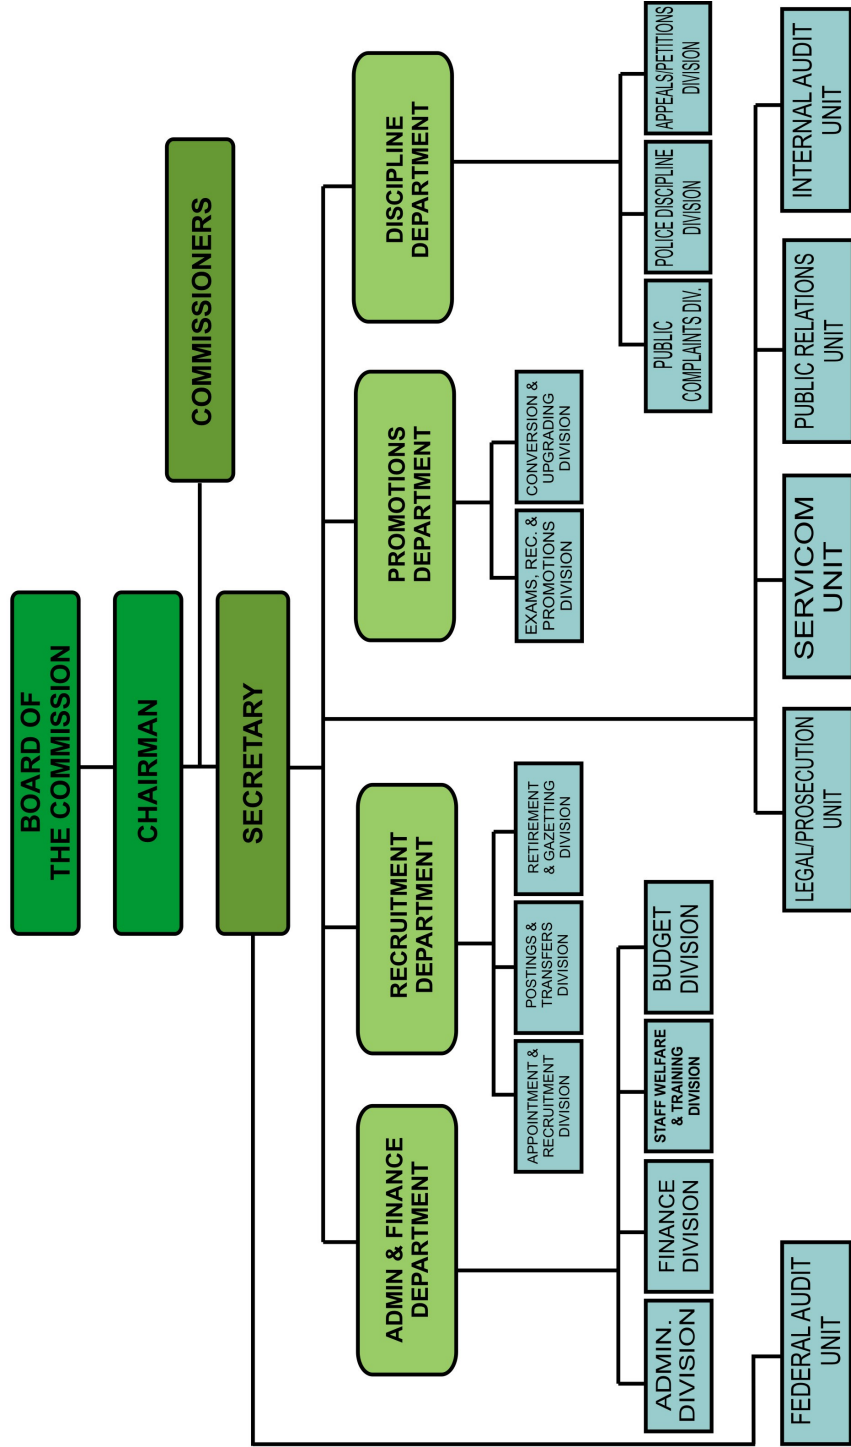 BOARD OF
THE COMMISSION
CHAIRMAN
COMMISSIONERS
SECRETARY
ADMIN & FINANCE
DEPARTMENT
RECRUITMENT
DEPARTMENT
PROMOTIONS
DEPARTMENT
DISCIPLINE
DEPARTMENT
APPOINTMENT &
RECRUITMENT
DIVISION
POSTINGS &
TRANSFERS
DIVISION
RETIREMENT
& GAZETTING
DIVISION
EXAMS, REC. &
PROMOTIONS
DIVISION
CONVERSION &
UPGRADING
DIVISION
ADMIN.
DIVISION
FINANCE
DIVISION
STAFF WELFARE
& TRAINING
DIVISION
BUDGET
DIVISION
PUBLIC
COMPLAINTS DIV.
POLICE DISCIPLINE
DIVISION
APPEALS/PETITIONS
DIVISION
FEDERAL AUDIT
UNIT
LEGAL/PROSECUTION
UNIT
SERVICOM
UNIT
PUBLIC RELATIONS
UNIT
INTERNAL AUDIT
UNIT